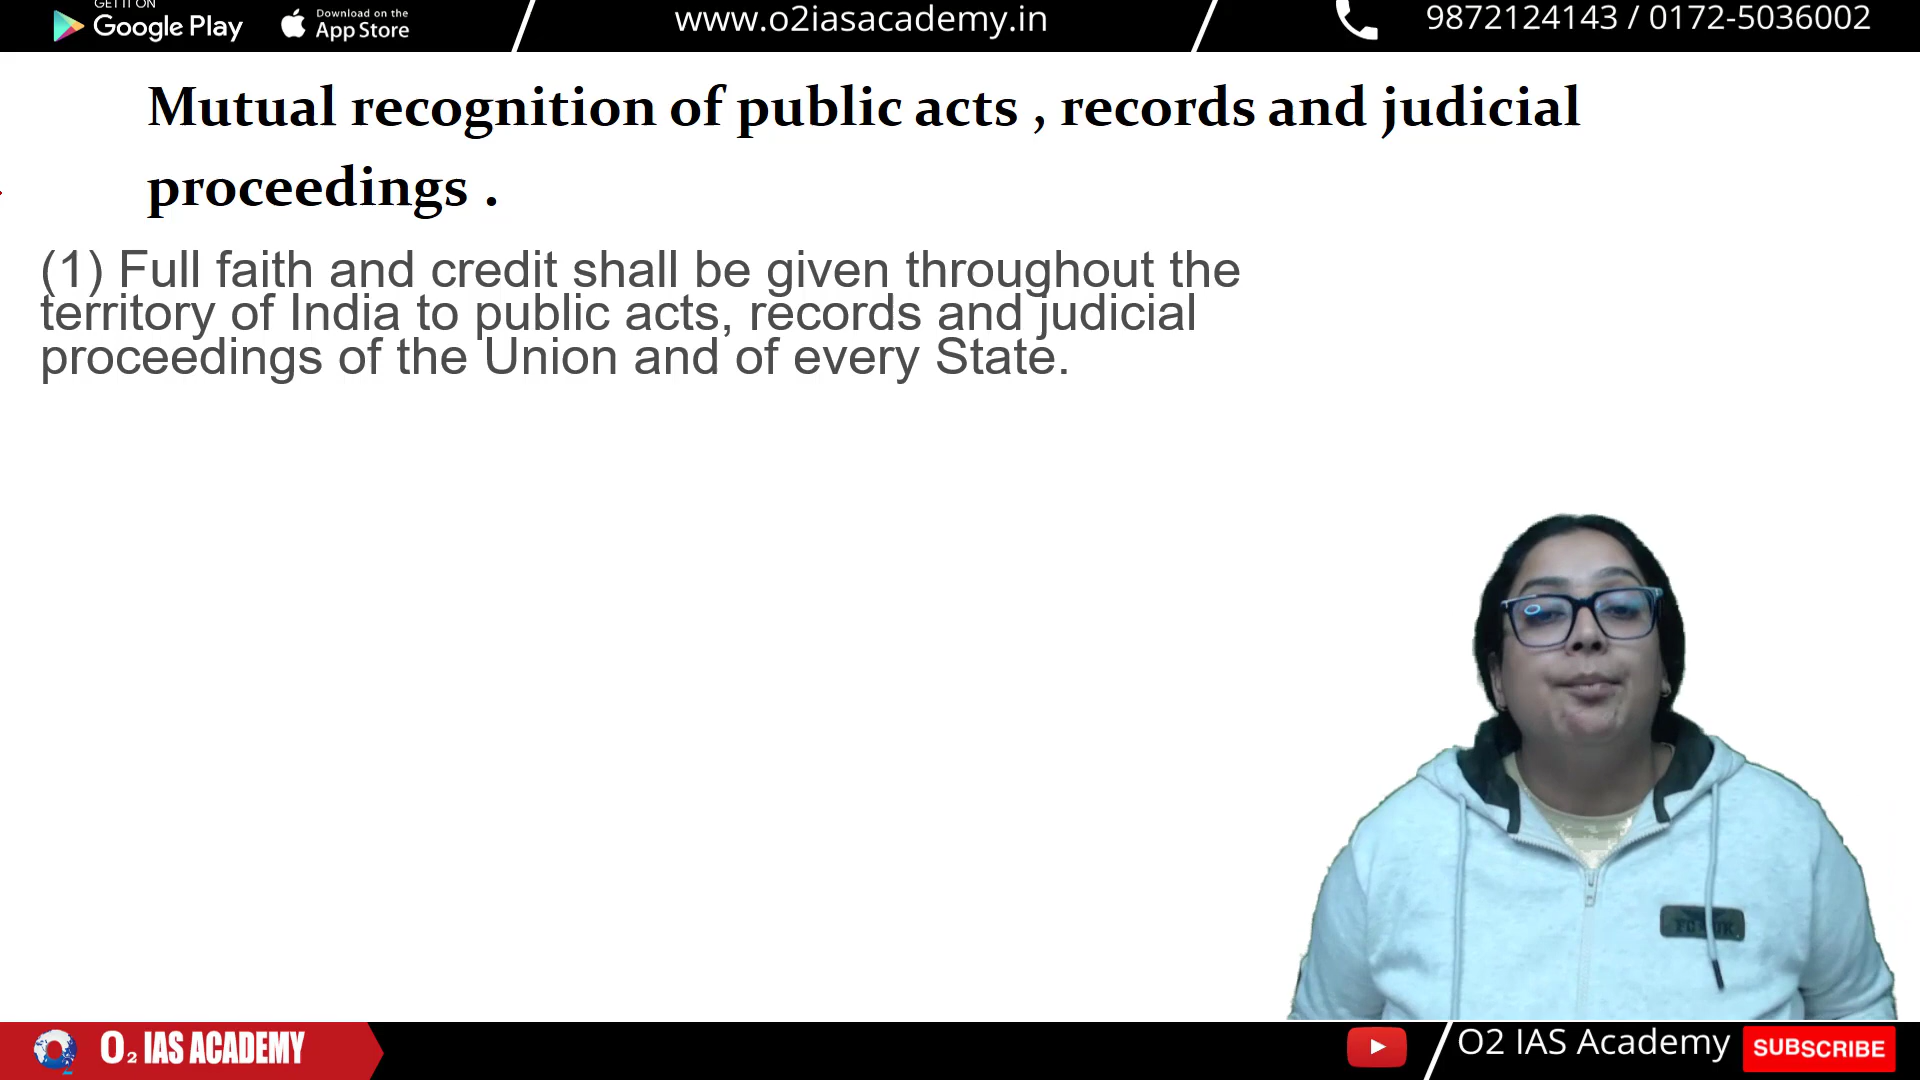 GET IT ON
Google Play
Download on the
App Store
www.o2iasacademy.in
9872124143 / 0172-5036002
Mutual recognition of public acts , records and judicial
proceedings .
(1) Full faith and credit shall be given throughout the
territory of India to public acts, records and judicial
proceedings of the Union and of every State.
O2 IAS ACADEMY
O2 IAS Academy
SUBSCRIBE